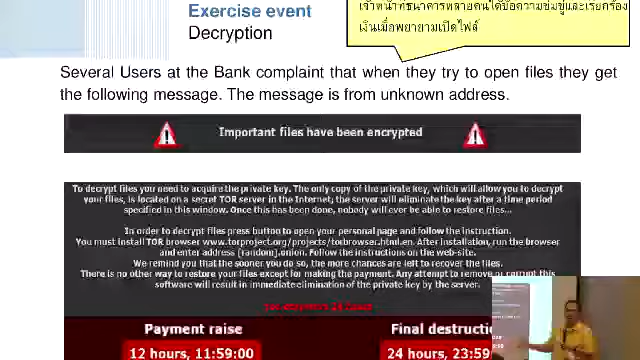 Exercise event
Decryption
เจ้าหน้าที่ธนาคารหลายคนได้ข้อความข่มขู่และเรียกร้อง
เงินเมื่อพยายามเปิดไฟล์
Several Users at the Bank complaint that when they try to open files they get
the following message. The message is from unknown address.
Important files have been encrypted
To decrypt files you need to acquire the private key. The only copy of the private key, which will allow you to decrypt
your files, is located on a secret TOR server in the Internet; the server will eliminate the key after a time period
specified in this window. Once this has been done, nobody will ever be able to restore files...
In order to decrypt files press button to open your personal page and follow the instruction.
You must install TOR browser www.torproject.org/projects/torbrowser.html.en. After installation, run the browser
and enter address [random].onion. Follow the instructions on the web-site.
We remind you that the sooner you do so, the more chances are left to recover the files.
There is no other way to restore your files except for making the payment. Any attempt to remove or corrupt this
software will result in immediate elimination of the private key by the server.
Payment raise
Final destructio
12 hours, 11:59:00
24 hours, 23:59